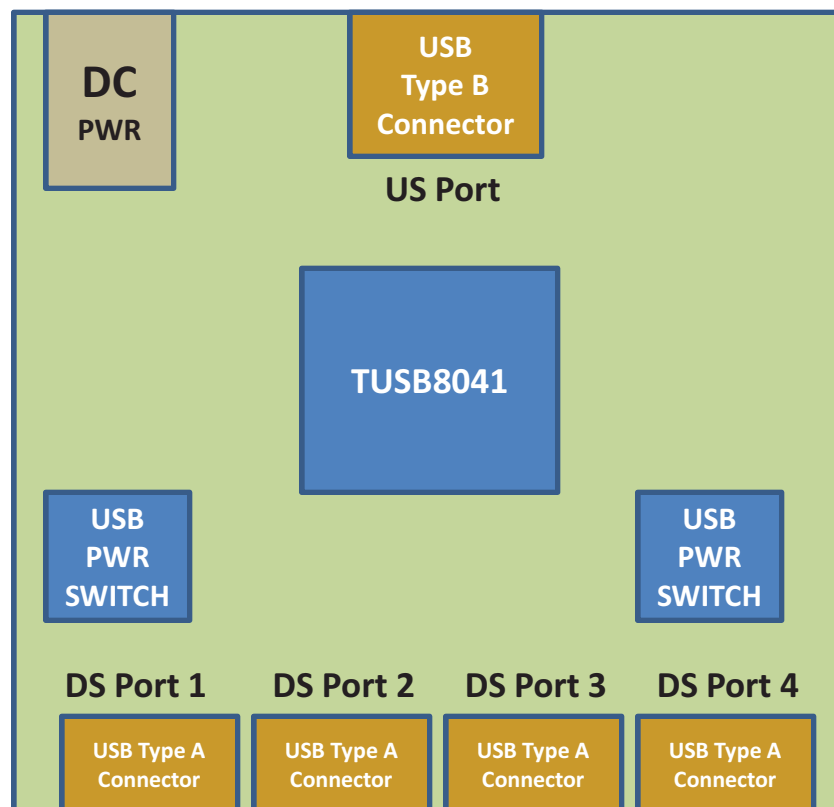 DC
PWR
USB
Type B
Connector
US Port
TUSB8041
USB
PWR
SWITCH
USB
PWR
SWITCH
DS Port 1
DS Port 2
DS Port 3
DS Port 4
USB Type A
Connector
USB Type A
Connector
USB Type A
Connector
USB Type A
Connector